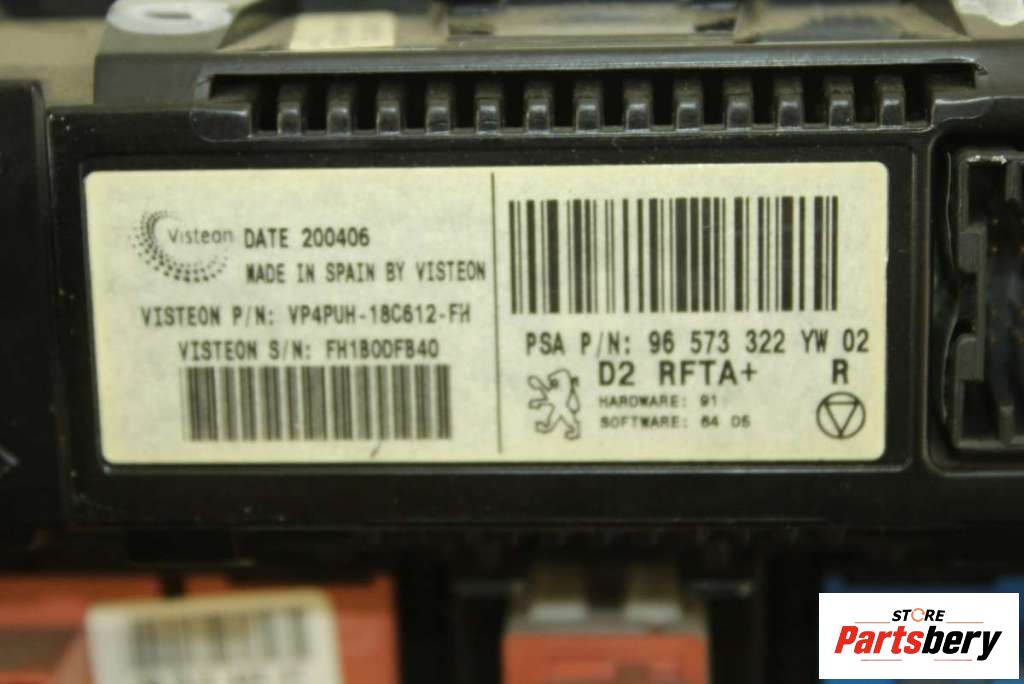 Visteon DATE 200406
MADE IN SPAIN BY VISTEON
VISTEON P/N: VP4PUH-18C612-FH
VISTEON S/N: FH1B0DFB40
PSA P/N: 96 573 322 YW 02
D2 RFTA+ R
HARDWARE: 91
SOFTWARE: 64 05
STORE
Partsbery